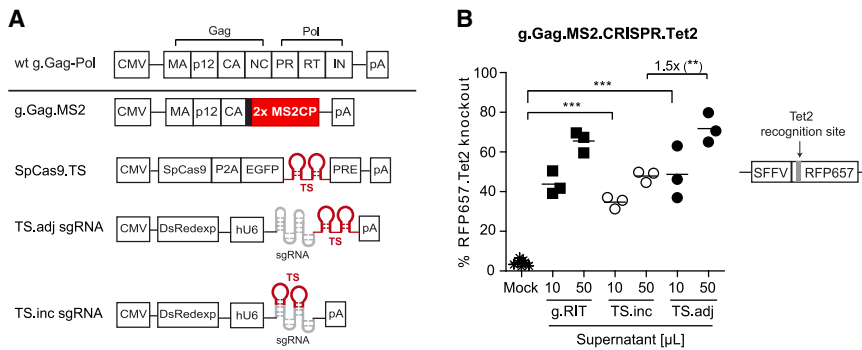 A
Gag Pol
wt g.Gag-Pol CMV MA p12 CA NC PR RT IN pA
g.Gag.MS2 CMV MA p12 CA 2x MS2CP pA
SpCas9.TS CMV SpCas9 P2A EGFP TS PRE pA
TS.adj sgRNA CMV DsRedexp hU6 sgRNA TS pA
TS
TS.inc sgRNA CMV DsRedexp hU6 sgRNA pA
B
g.Gag.MS2.CRISPR.Tet2
% RFP657.Tet2 knockout
100
80
60
40
20
0
1.5x (**)
***
***
Mock 10 50 10 50 10 50
g.RIT TS.inc TS.adj
Supernatant [µL]
Tet2
recognition site
SFFV RFP657